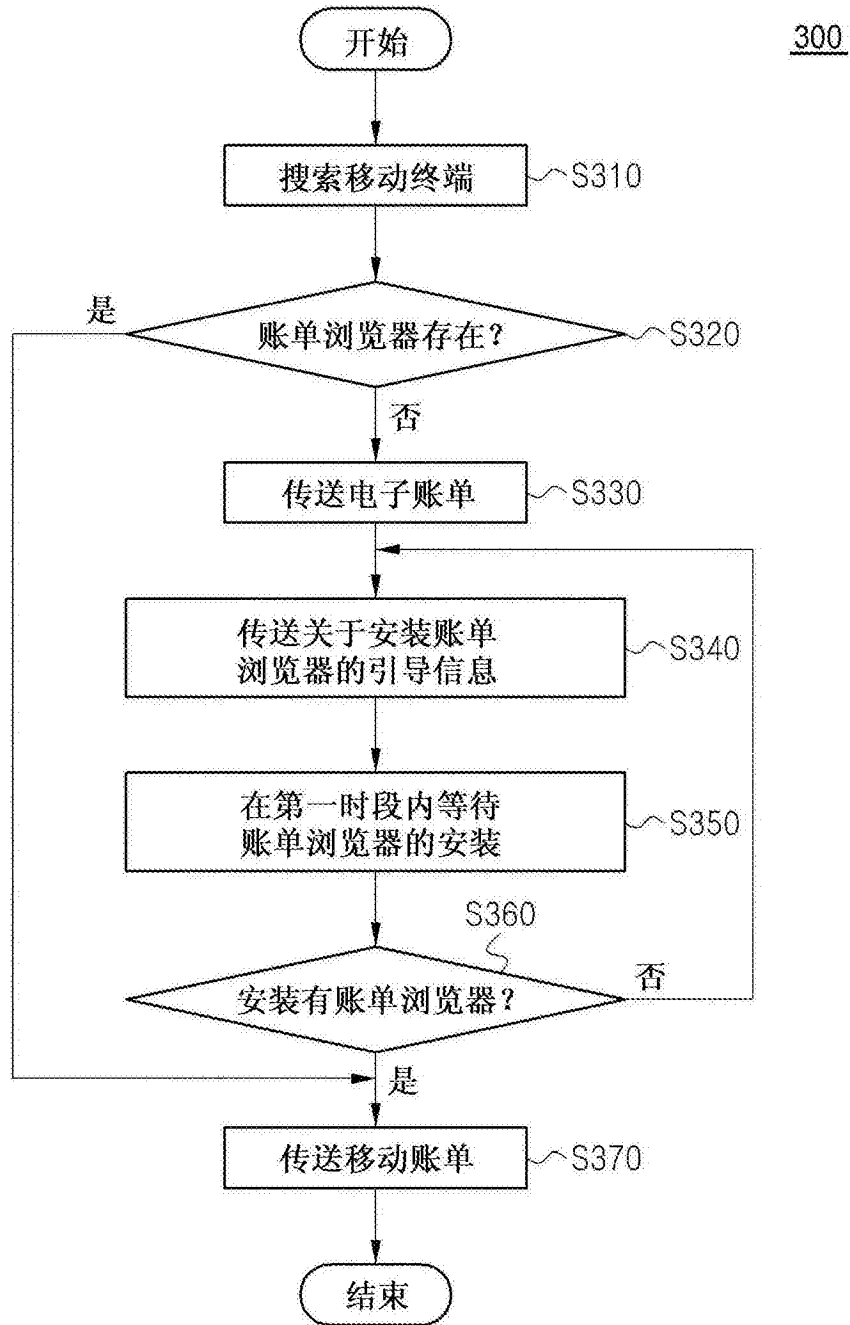 开始
300
搜索移动终端
S310
是
账单浏览器存在?
S320
否
传送电子账单
S330
传送关于安装账单
浏览器的引导信息
S340
在第一时段内等待
账单浏览器的安装
S350
S360
安装有账单浏览器?
否
是
传送移动账单
S370
结束